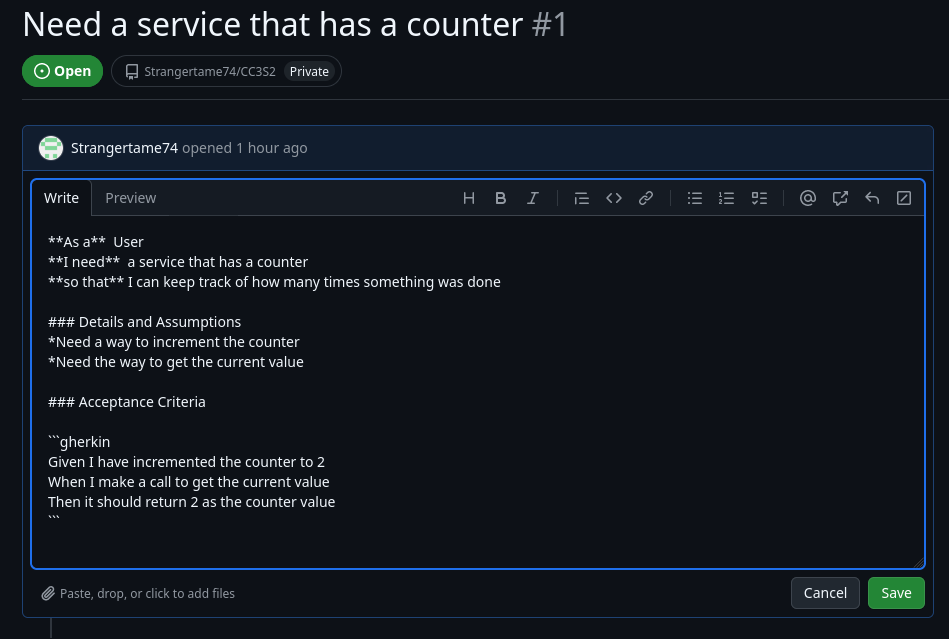 Need a service that has a counter #1
Open Strangertame74/CC3S2 Private
Strangertame74 opened 1 hour ago
Write Preview
**As a**  User
**I need**  a service that has a counter
**so that** I can keep track of how many times something was done
### Details and Assumptions
*Need a way to increment the counter
*Need the way to get the current value
### Acceptance Criteria
```gherkin
Given I have incremented the counter to 2
When I make a call to get the current value
Then it should return 2 as the counter value
```
Paste, drop, or click to add files Cancel Save